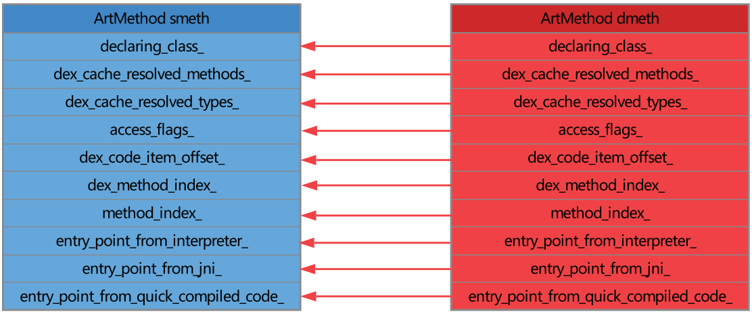 ArtMethod smeth
declaring_class_
dex_cache_resolved_methods_
dex_cache_resolved_types_
access_flags_
dex_code_item_offset_
dex_method_index_
method_index_
entry_point_from_interpreter_
entry_point_from_jni_
entry_point_from_quick_compiled_code_
ArtMethod dmeth
declaring_class_
dex_cache_resolved_methods_
dex_cache_resolved_types_
access_flags_
dex_code_item_offset_
dex_method_index_
method_index_
entry_point_from_interpreter_
entry_point_from_jni_
entry_point_from_quick_compiled_code_